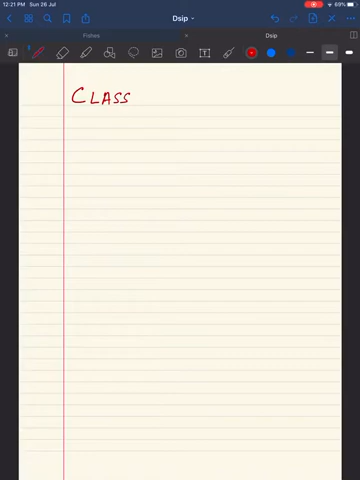 12:21 PM Sun 26 Jul
69%
Dsip
Fishes
Dsip
CLASS